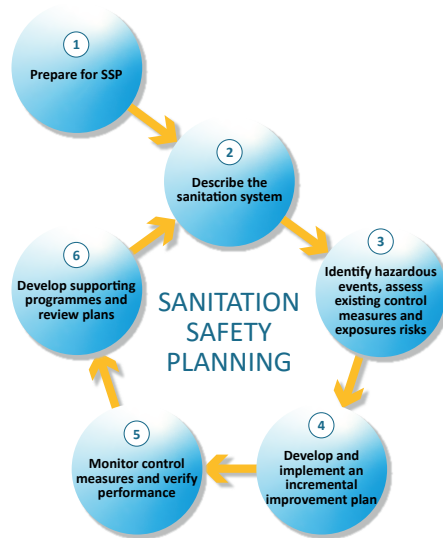 1
Prepare for SSP
2
Describe the
sanitation system
3
Identify hazardous
events, assess
existing control
measures and
exposures risks
4
Develop and
implement an
incremental
improvement plan
5
Monitor control
measures and verify
performance
6
Develop supporting
programmes and
review plans
SANITATION
SAFETY
PLANNING